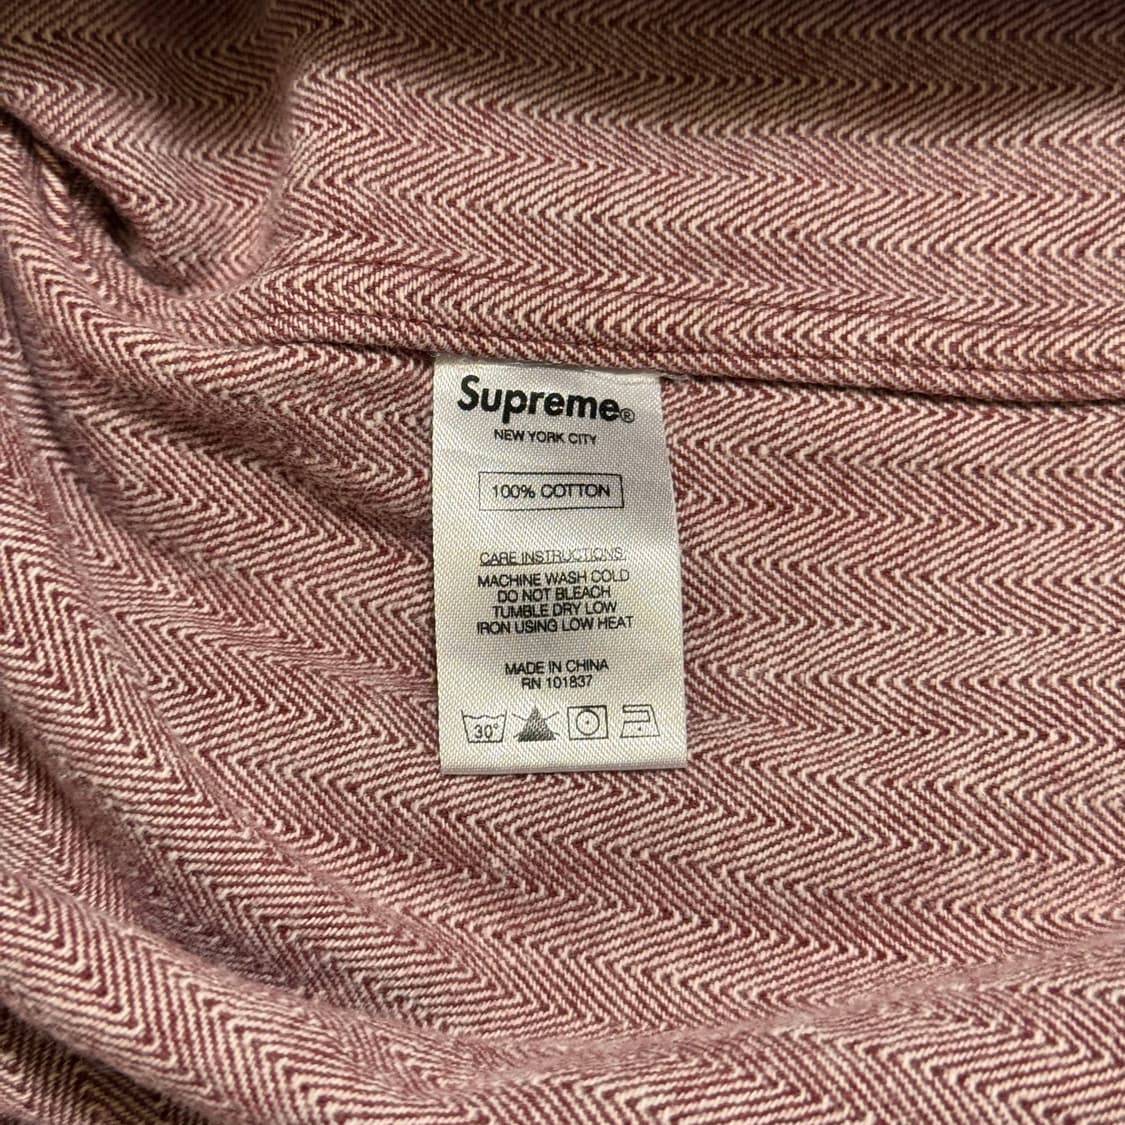 Supreme®
NEW YORK CITY
100% COTTON
CARE INSTRUCTIONS:
MACHINE WASH COLD
DO NOT BLEACH
TUMBLE DRY LOW
IRON USING LOW HEAT
MADE IN CHINA
RN 101837
30°